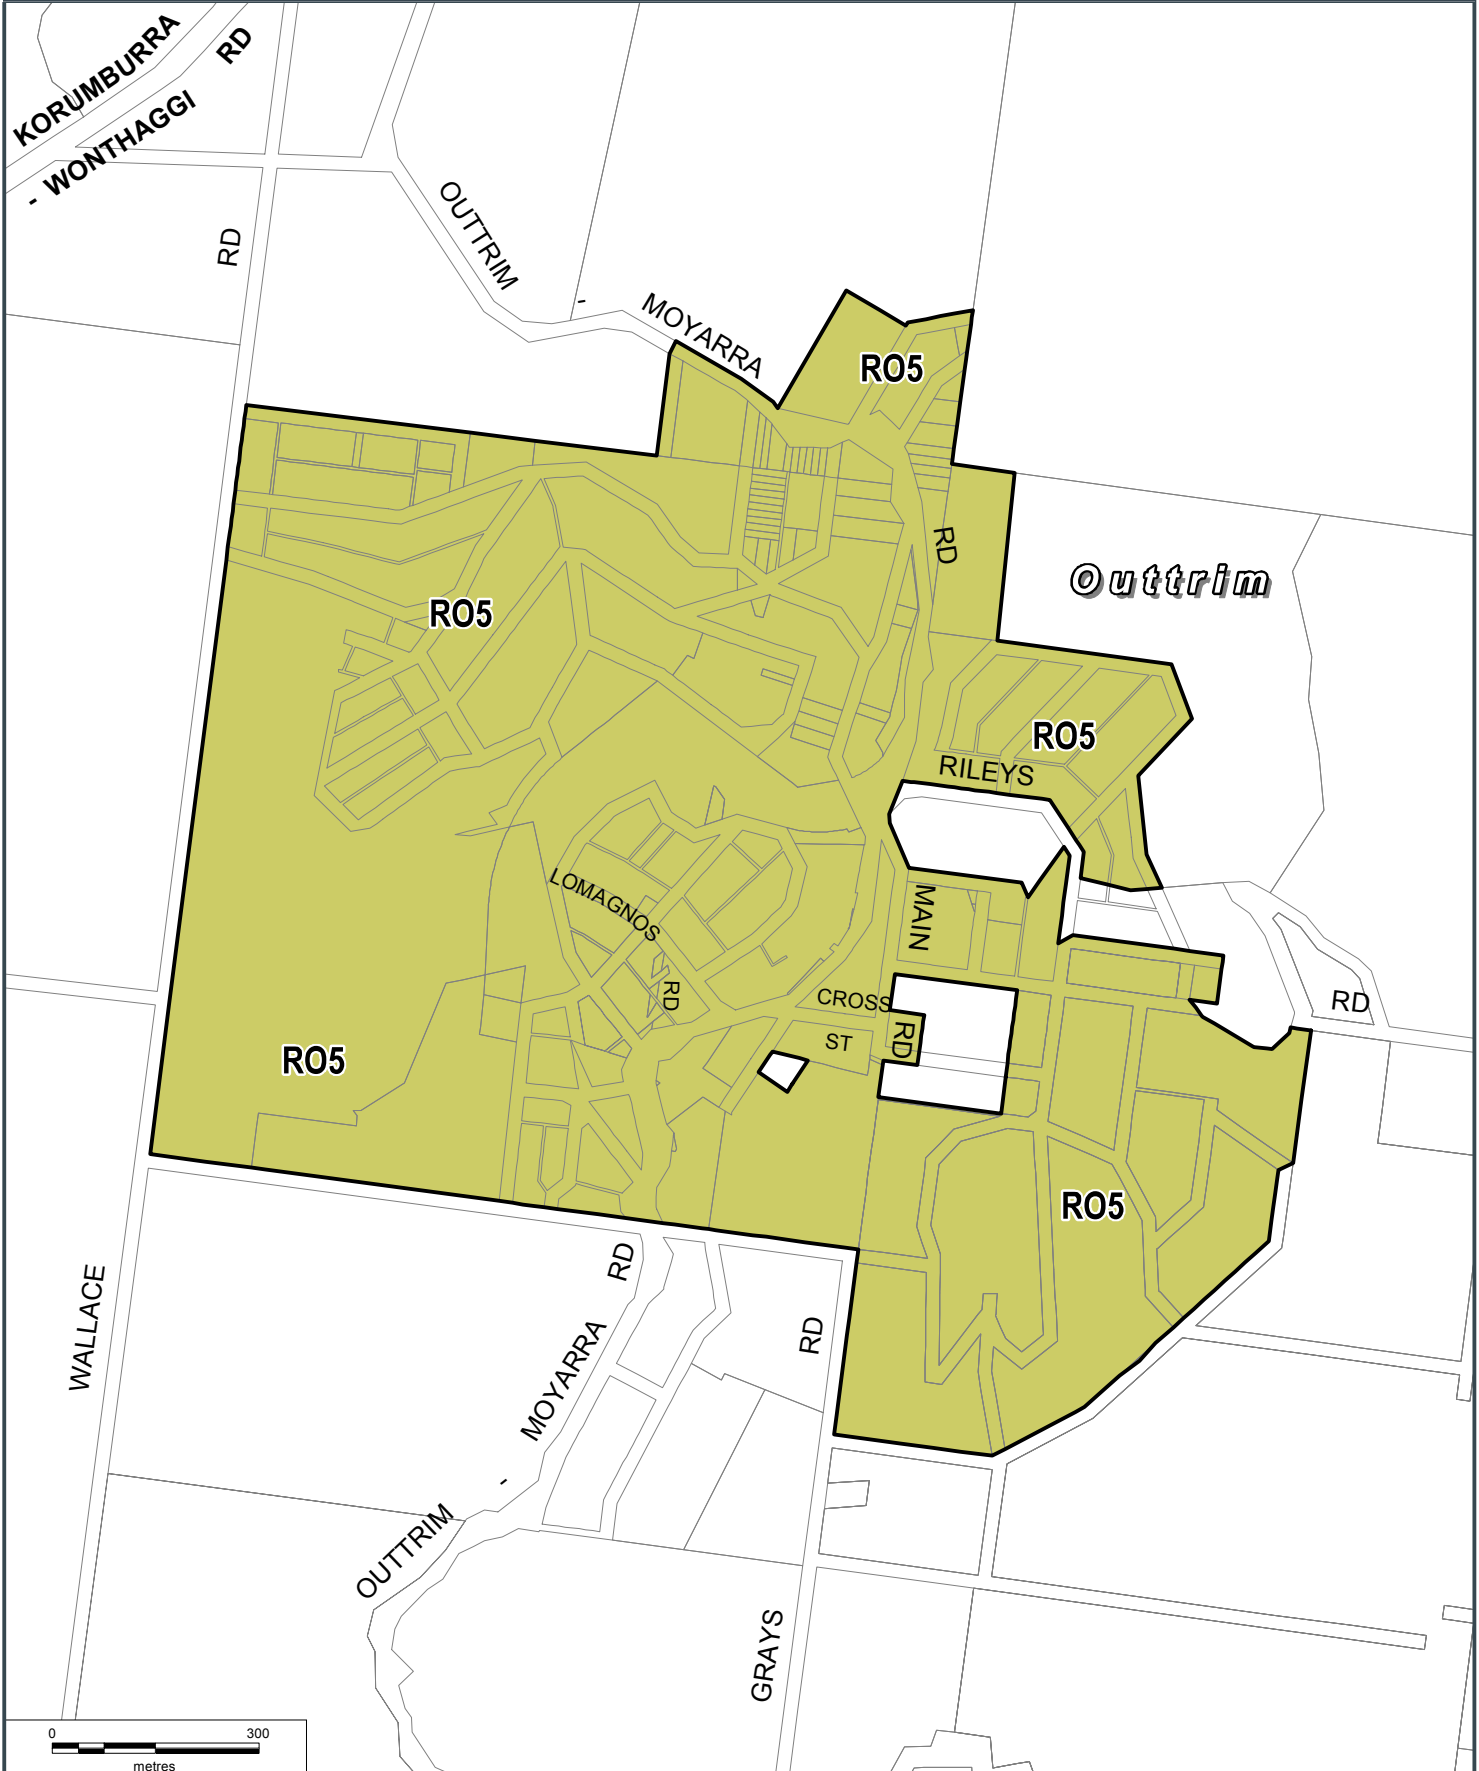 KORUMBURRA
- WONTHAGGI
RD
RD
OUTTRIM
-
MOYARRA
RO5
RD
Outtrim
RO5
RO5
RILEYS
LOMAGNOS
RD
MAIN
CROSS
RD
ST
RD
RO5
RO5
WALLACE
RD
MOYARRA
-
OUTTRIM
RD
GRAYS
0
300
metres